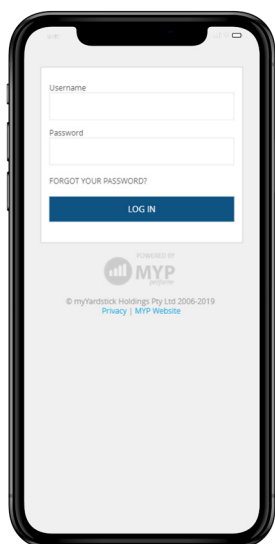 Username
Password
FORGOT YOUR PASSWORD?
LOG IN
POWERED BY
MYP
perform
© myYardstick Holdings Pty Ltd 2006-2019
Privacy | MYP Website